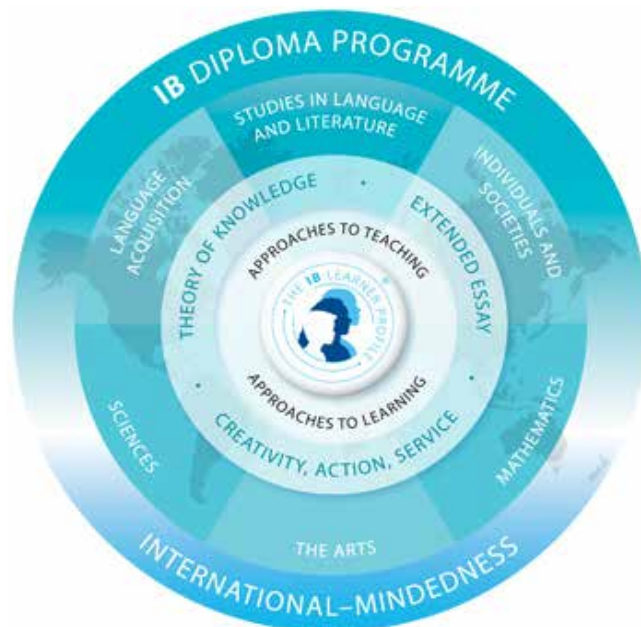 IB DIPLOMA PROGRAMME
STUDIES IN LANGUAGE
AND LITERATURE
LANGUAGE
ACQUISITION
INDIVIDUALS AND
SOCIETIES
THEORY OF KNOWLEDGE
·
EXTENDED ESSAY
APPROACHES TO TEACHING
THE IB LEARNER PROFILE
®
APPROACHES TO LEARNING
·
CREATIVITY, ACTION, SERVICE
·
SCIENCES
MATHEMATICS
THE ARTS
INTERNATIONAL–MINDEDNESS